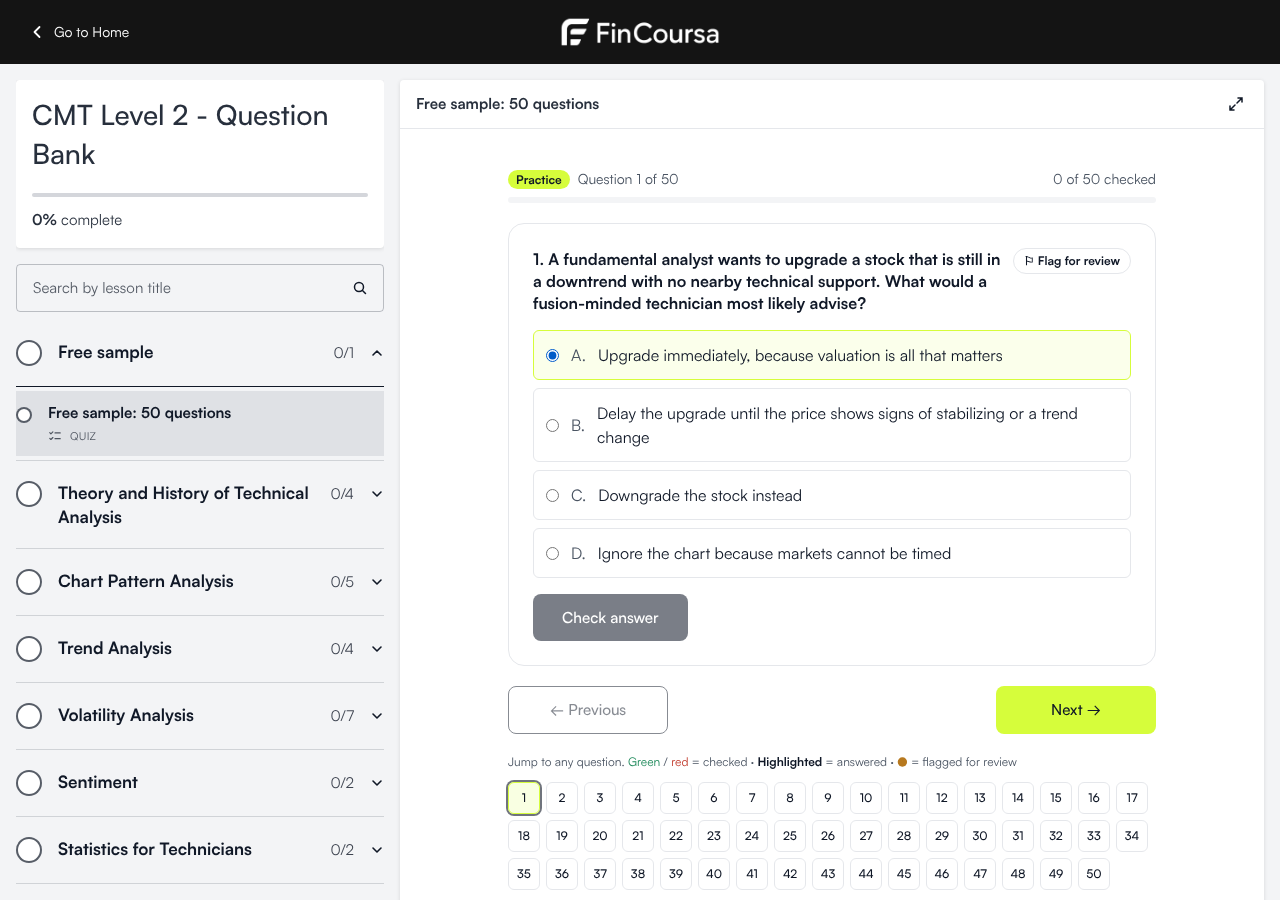 Go to Home
FinCoursa
CMT Level 2 - Question
Bank
0% complete
Search by lesson title
Free sample 0/1
Free sample: 50 questions
QUIZ
Theory and History of Technical
Analysis
0/4
Chart Pattern Analysis 0/5
Trend Analysis 0/4
Volatility Analysis 0/7
Sentiment 0/2
Statistics for Technicians 0/2
Free sample: 50 questions
Practice Question 1 of 50 0 of 50 checked
1. A fundamental analyst wants to upgrade a stock that is still in
a downtrend with no nearby technical support. What would a
fusion-minded technician most likely advise?
Flag for review
A. Upgrade immediately, because valuation is all that matters
B. Delay the upgrade until the price shows signs of stabilizing or a trend
change
C. Downgrade the stock instead
D. Ignore the chart because markets cannot be timed
Check answer
← Previous
Next →
Jump to any question. Green / red = checked · Highlighted = answered · = flagged for review
1 2 3 4 5 6 7 8 9 10 11 12 13 14 15 16 17
18 19 20 21 22 23 24 25 26 27 28 29 30 31 32 33 34
35 36 37 38 39 40 41 42 43 44 45 46 47 48 49 50